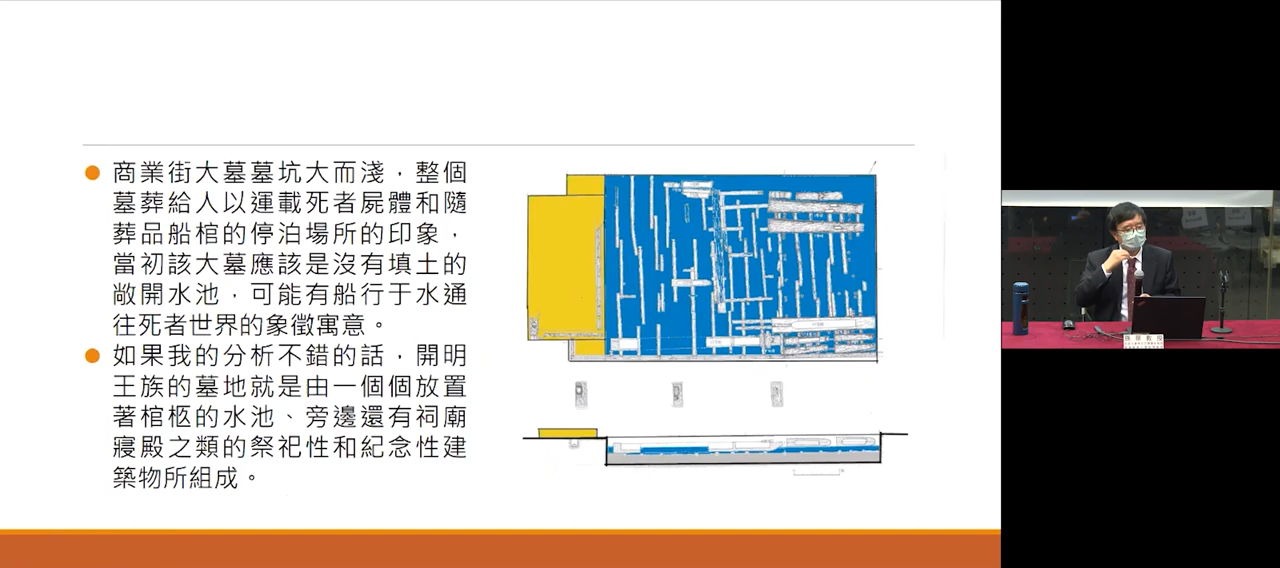 商業街大墓墓坑大而淺，整個
墓葬給人以運載死者屍體和隨
葬品船棺的停泊場所的印象，
當初該大墓應該是沒有填土的
敞開水池，可能有船行于水通
往死者世界的象徵寓意。
如果我的分析不錯的話，開明
王族的墓地就是由一個個放置
著棺柩的水池、旁邊還有祠廟
寢殿之類的祭祀性和紀念性建
築物所組成。